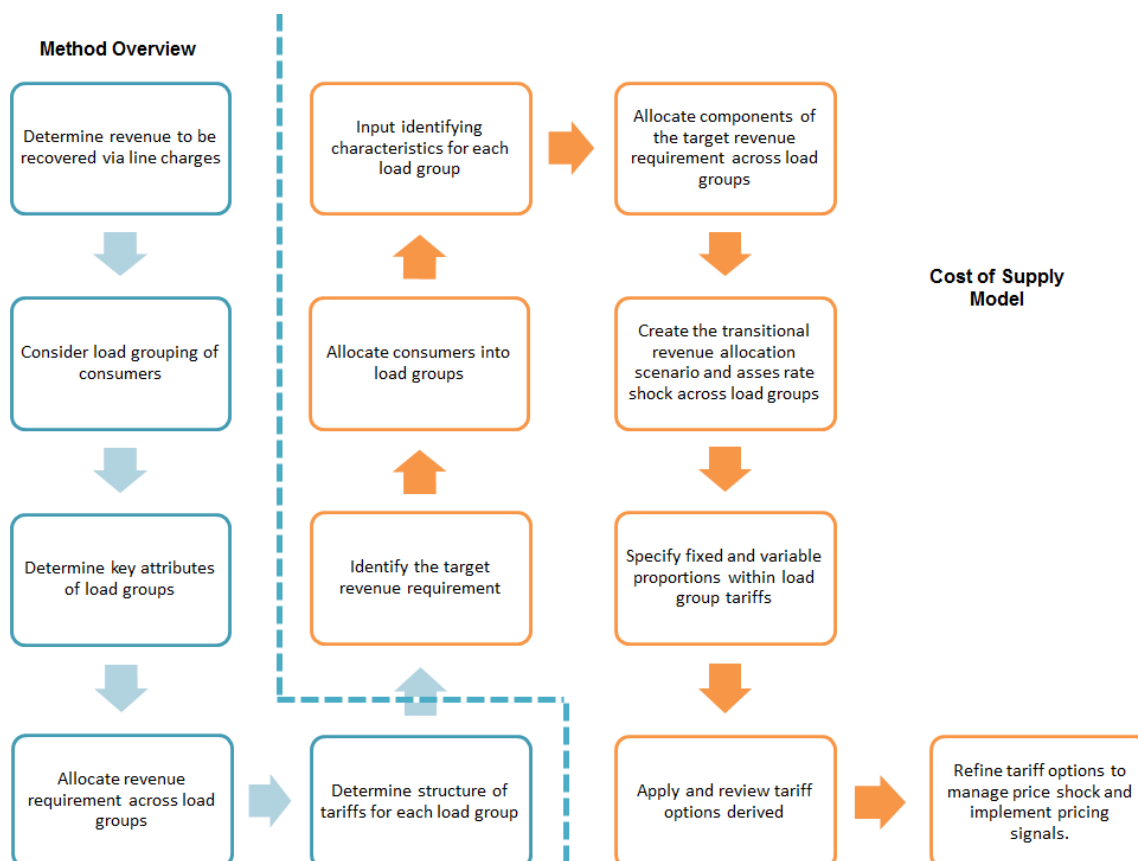 Method Overview
Determine revenue to be
recovered via line charges
Consider load grouping of
consumers
Determine key attributes
of load groups
Allocate revenue
requirement across load
groups
Determine structure of
tariffs for each load group
Identify the target
revenue requirement
Allocate consumers into
load groups
Input identifying
characteristics for each
load group
Allocate components of
the target revenue
requirement across load
groups
Create the transitional
revenue allocation
scenario and asses rate
shock across load groups
Specify fixed and variable
proportions within load
group tariffs
Apply and review tariff
options derived
Refine tariff options to
manage price shock and
implement pricing
signals.
Cost of Supply
Model